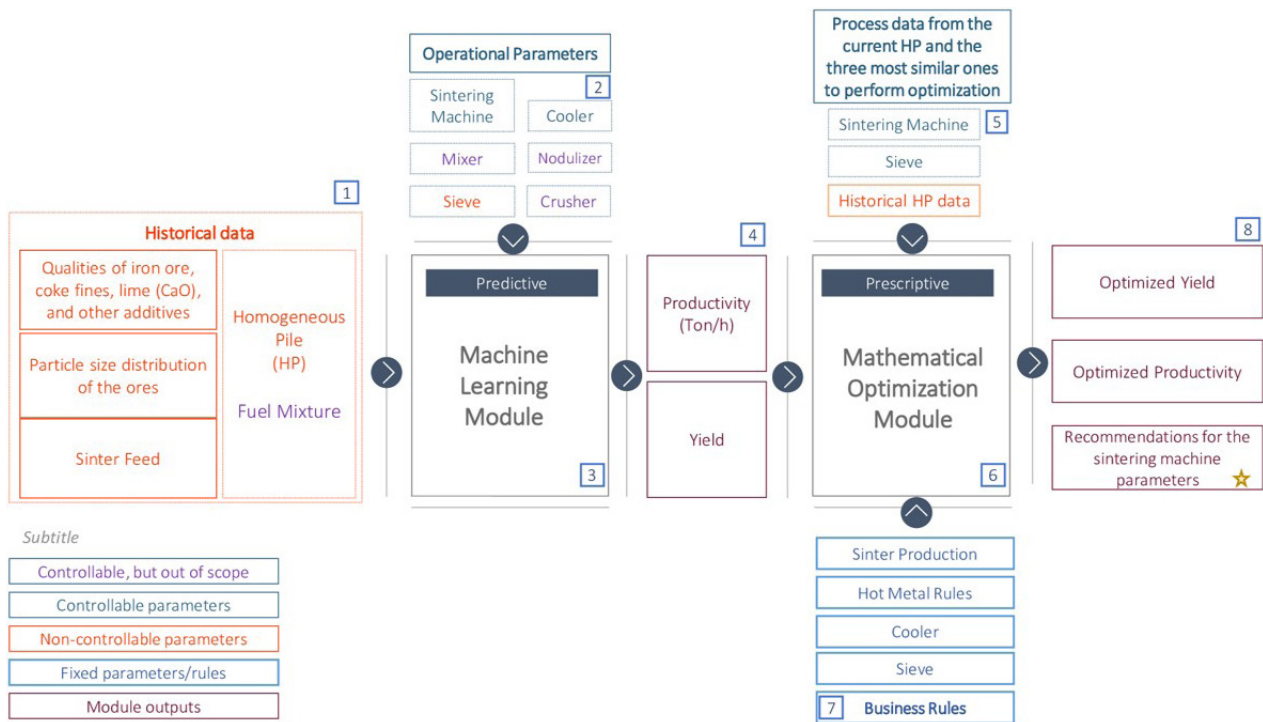 Operational Parameters
2
Sintering
Machine
Cooler
Mixer
Nodulizer
Sieve
Crusher
Process data from the
current HP and the
three most similar ones
to perform optimization
Sintering Machine
5
Sieve
Historical HP data
1
Historical data
Qualities of iron ore,
coke fines, lime (CaO),
and other additives
Particle size distribution
of the ores
Sinter Feed
Homogeneous
Pile
(HP)
Fuel Mixture
Predictive
Machine
Learning
Module
3
4
Productivity
(Ton/h)
Yield
Prescriptive
Mathematical
Optimization
Module
6
8
Optimized Yield
Optimized Productivity
Recommendations for the
sintering machine
parameters
Sinter Production
Hot Metal Rules
Cooler
Sieve
7 Business Rules
Subtitle
Controllable, but out of scope
Controllable parameters
Non-controllable parameters
Fixed parameters/rules
Module outputs